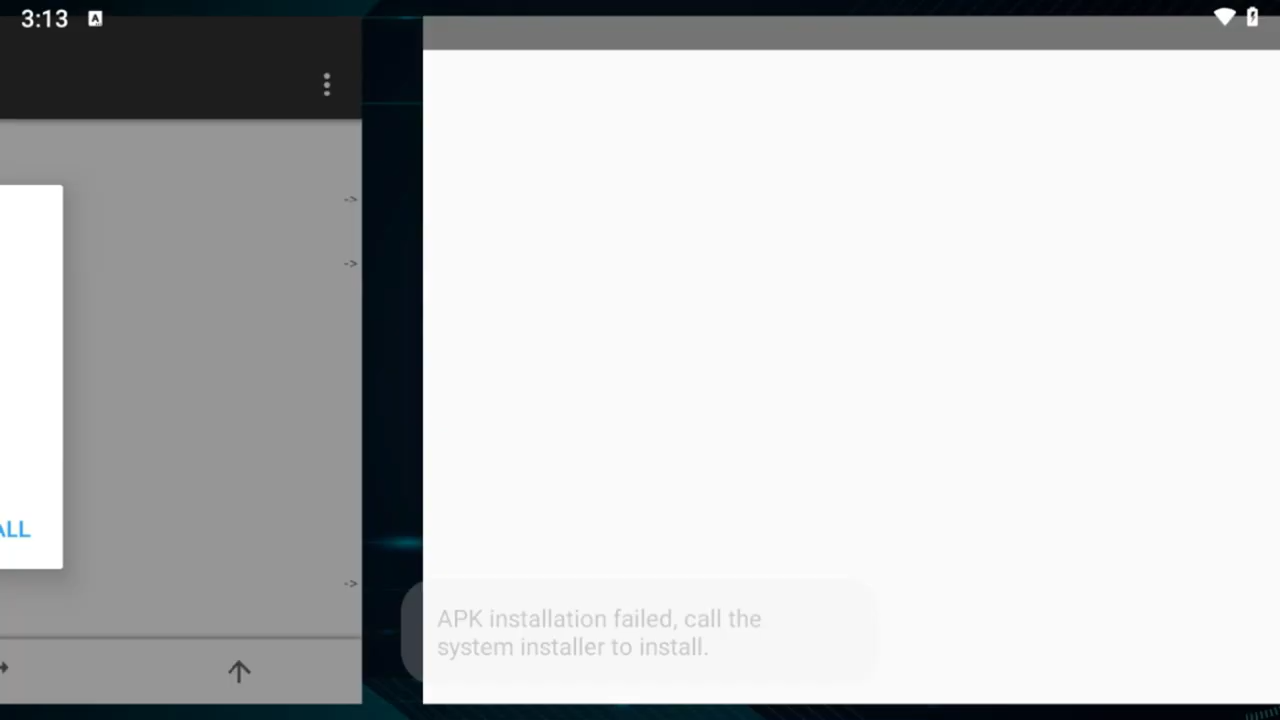 3:13
->
->
ALL
->
APK installation failed, call the
system installer to install.